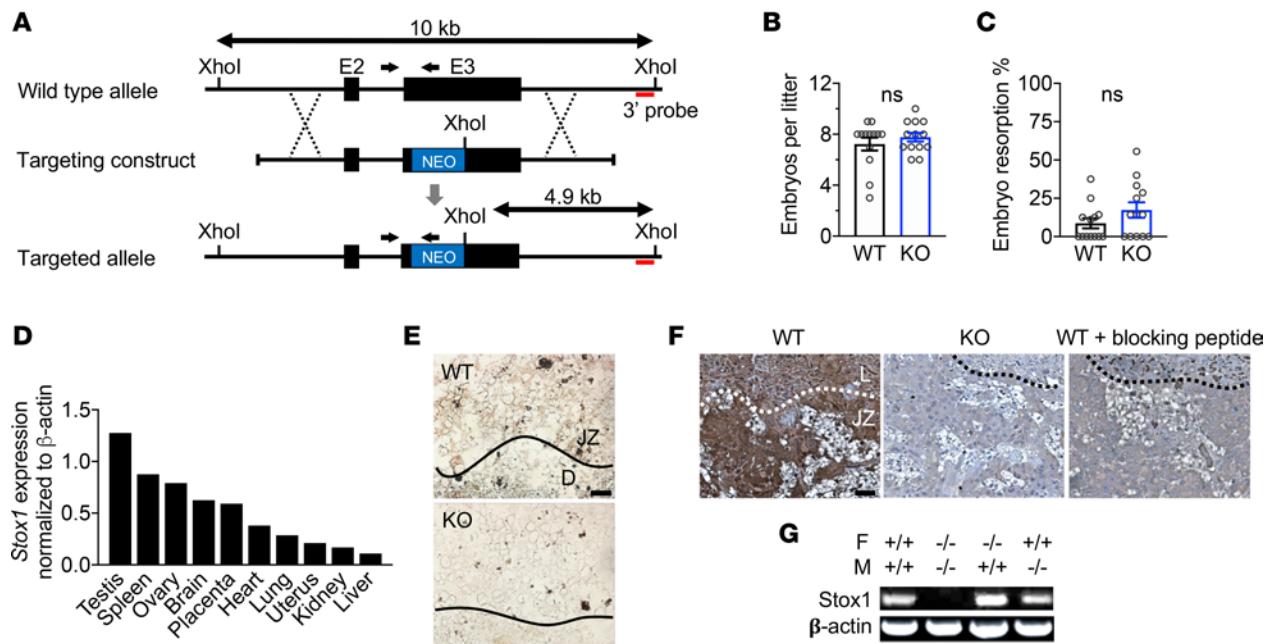 A
10 kb
XhoI
E2
E3
XhoI
Wild type allele
3' probe
XhoI
Targeting construct
NEO
4.9 kb
XhoI
XhoI
XhoI
Targeted allele
NEO
B
Embryos per litter
12
9
6
3
0
ns
WT
KO
C
Embryo resorption %
100
75
50
25
0
ns
WT
KO
D
Stox1 expression
normalized to β-actin
1.5
1.0
0.5
0.0
Testis
Spleen
Ovary
Brain
Placenta
Heart
Lung
Uterus
Kidney
Liver
E
WT
JZ
D
KO
F
WT
KO
WT + blocking peptide
L
JZ
G
F +/+ -/- -/- +/+
M +/+ -/- +/+ -/-
Stox1
β-actin